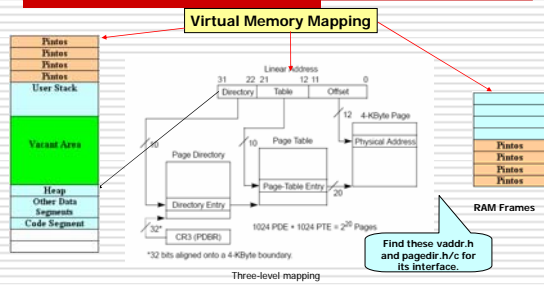 Virtual Memory Mapping
Pintos
Pintos
Pintos
Pintos
User Stack
Vacant Area
Heap
Other Data
Segments
Code Segment
Linear Address
31 22 21 12 11 0
Directory Table Offset
10
10
12
4-KByte Page
Physical Address
Page Table
Page-Table Entry
20
Page Directory
Directory Entry
32*
CR3 (PDBR)
1024 PDE * 1024 PTE = 2^20 Pages
*32 bits aligned onto a 4-KByte boundary.
Three-level mapping
Pintos
Pintos
Pintos
Pintos
RAM Frames
Find these vaddr.h
and pagedir.h/c for
its interface.